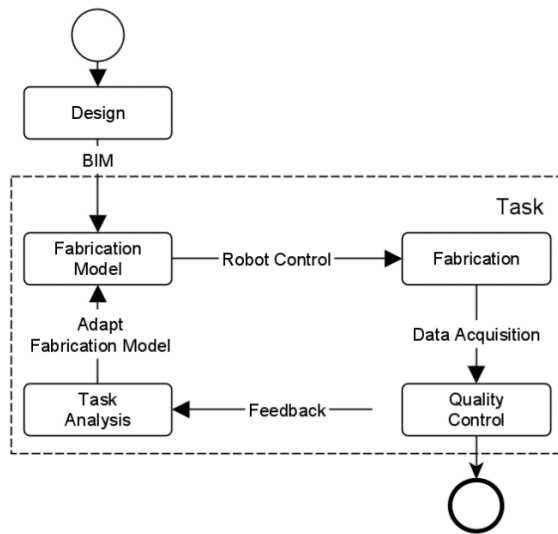 Design
BIM
Task
Fabrication
Model
Robot Control
Fabrication
Adapt
Fabrication Model
Data Acquisition
Task
Analysis
Feedback
Quality
Control